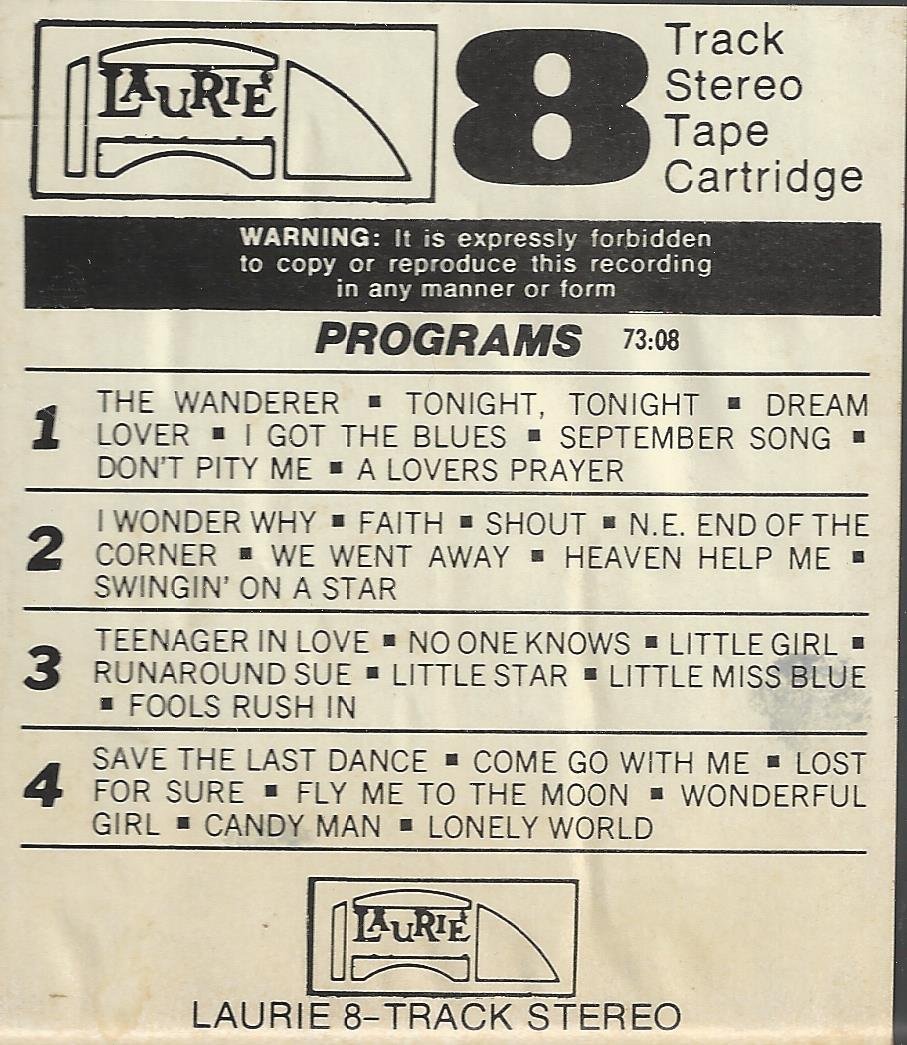 LAURIE
8
Track
Stereo
Tape
Cartridge
WARNING: It is expressly forbidden
to copy or reproduce this recording
in any manner or form
PROGRAMS 73:08
1
THE WANDERER ▪ TONIGHT, TONIGHT ▪ DREAM
LOVER ▪ I GOT THE BLUES ▪ SEPTEMBER SONG ▪
DON'T PITY ME ▪ A LOVERS PRAYER
2
I WONDER WHY ▪ FAITH ▪ SHOUT ▪ N.E. END OF THE
CORNER ▪ WE WENT AWAY ▪ HEAVEN HELP ME ▪
SWINGIN' ON A STAR
3
TEENAGER IN LOVE ▪ NO ONE KNOWS ▪ LITTLE GIRL ▪
RUNAROUND SUE ▪ LITTLE STAR ▪ LITTLE MISS BLUE
▪ FOOLS RUSH IN
4
SAVE THE LAST DANCE ▪ COME GO WITH ME ▪ LOST
FOR SURE ▪ FLY ME TO THE MOON ▪ WONDERFUL
GIRL ▪ CANDY MAN ▪ LONELY WORLD
LAURIE
LAURIE 8-TRACK STEREO